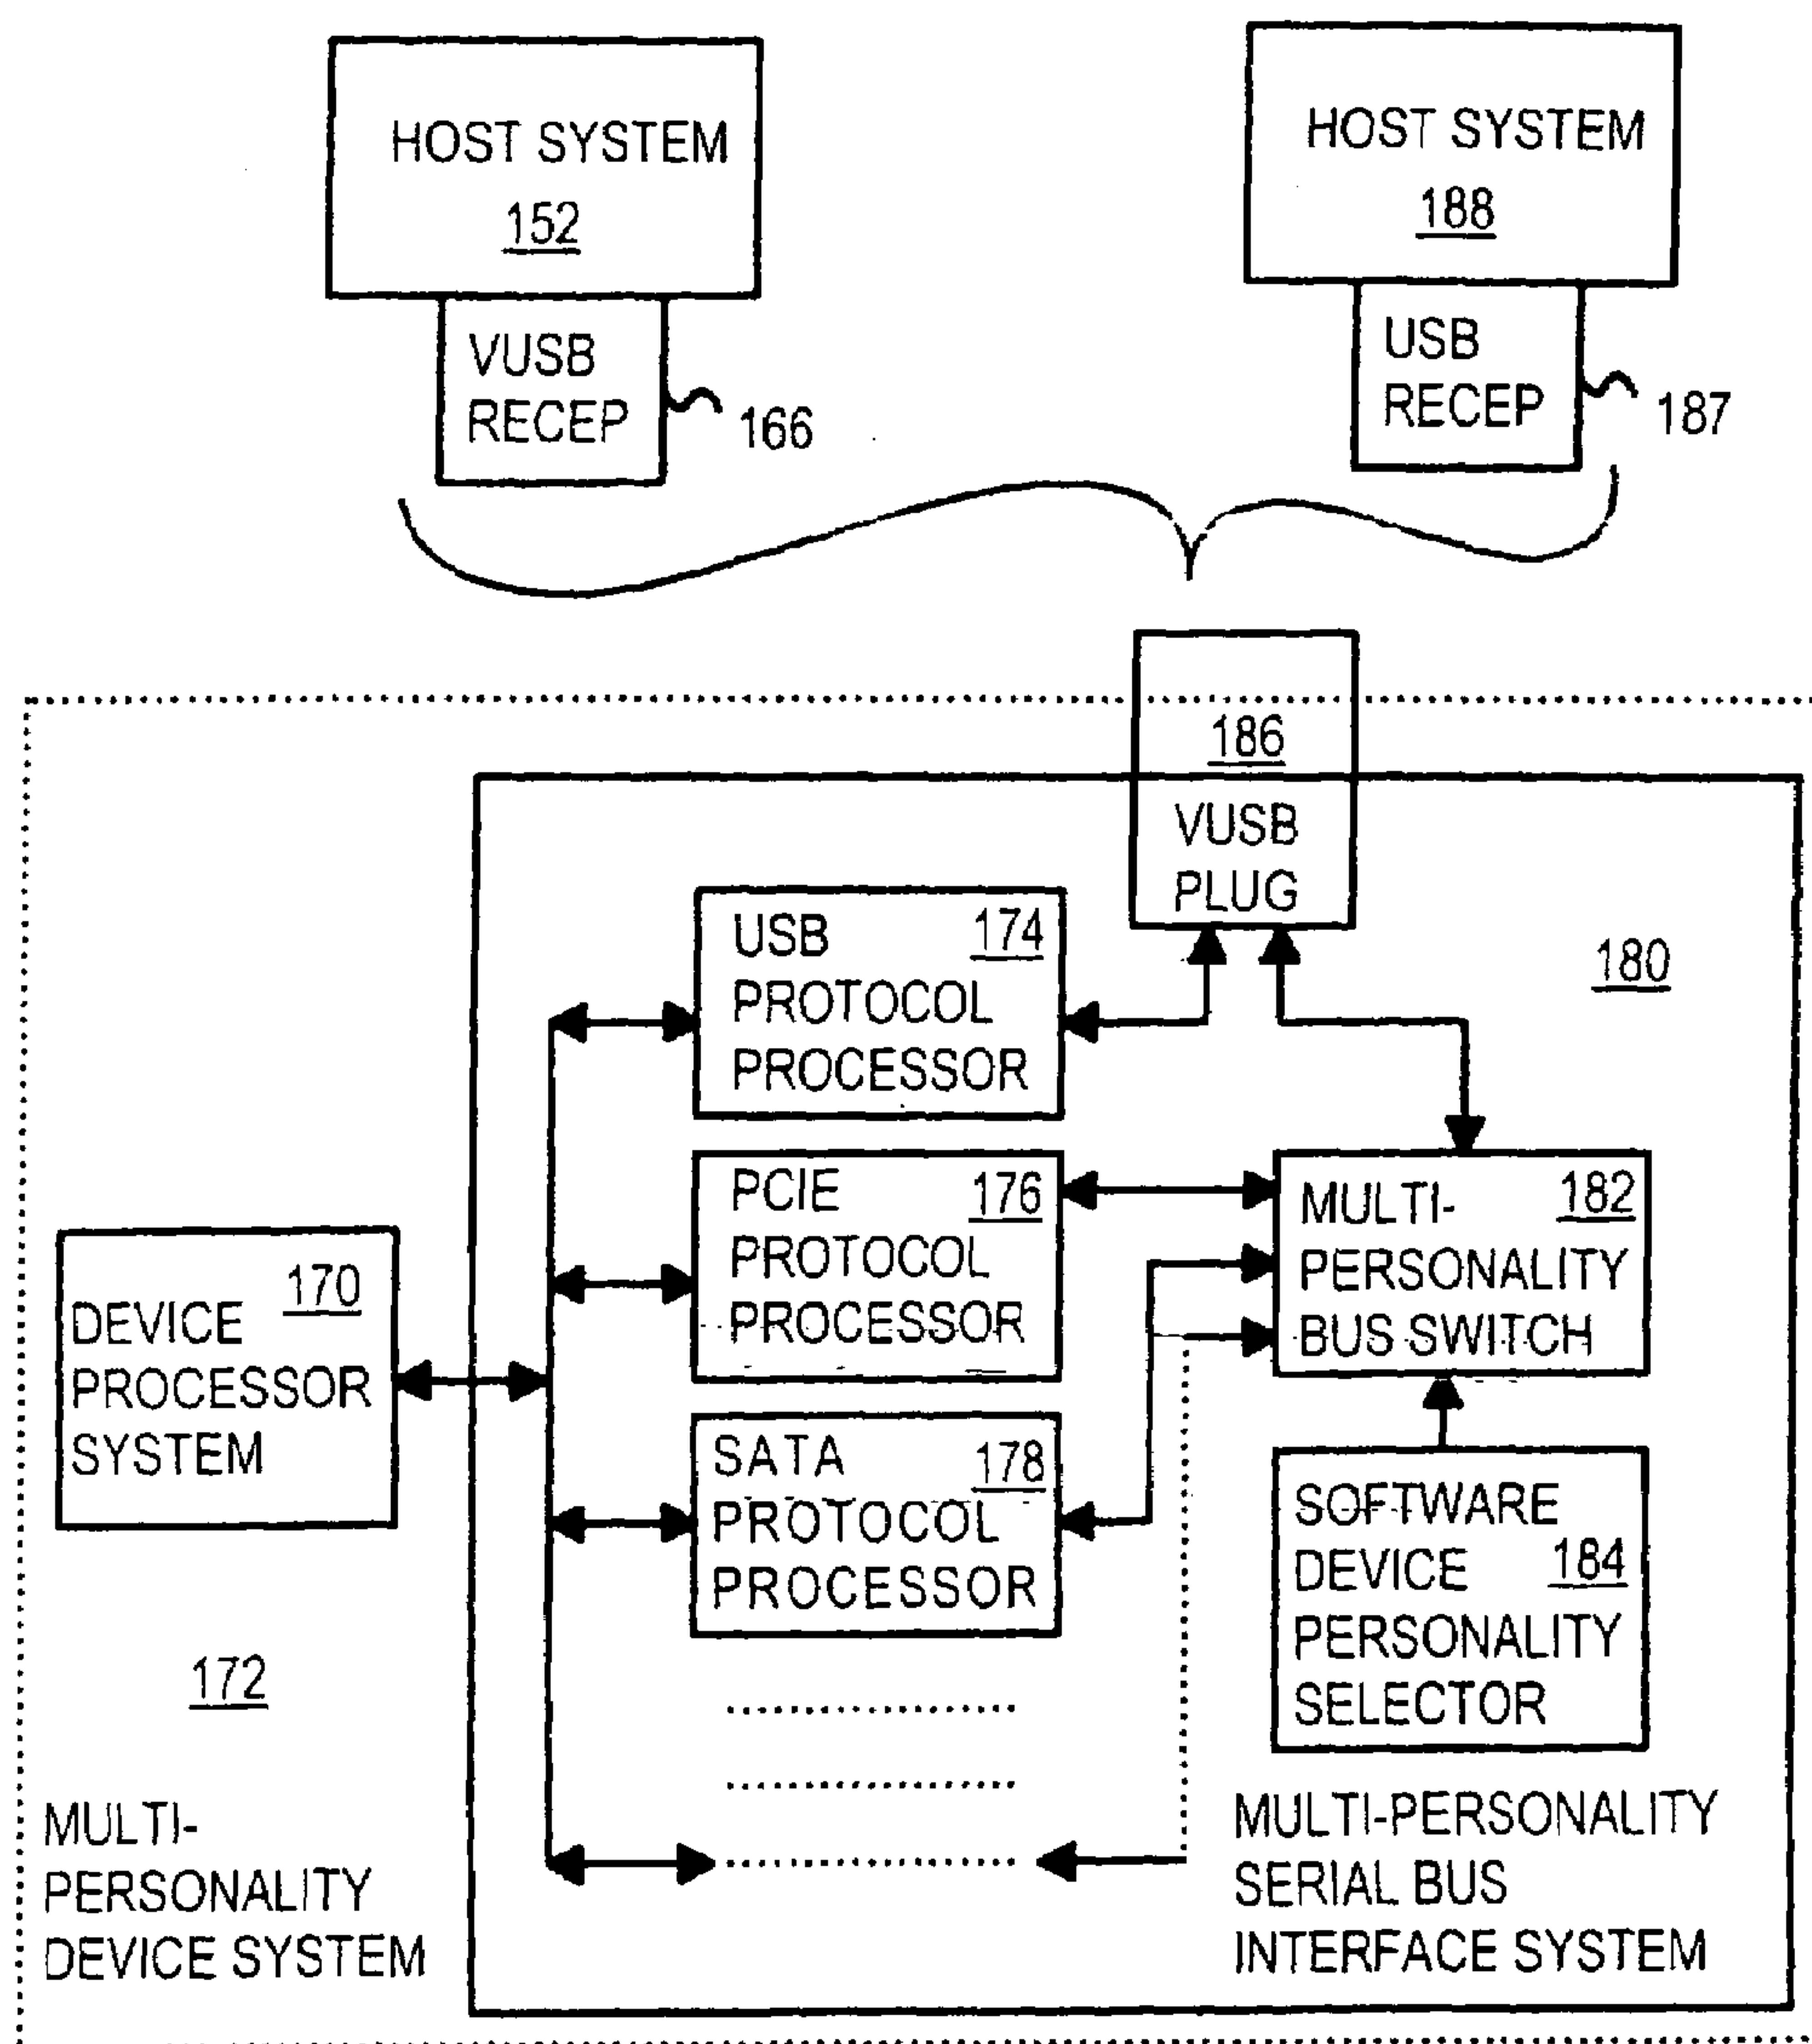 HOST SYSTEM
152
VUSB
RECEP
166
HOST SYSTEM
188
USB
RECEP
187
186
VUSB
PLUG
180
USB 174
PROTOCOL
PROCESSOR
PCIE 176
PROTOCOL
PROCESSOR
182
MULTI-
PERSONALITY
BUS SWITCH
170
DEVICE
PROCESSOR
SYSTEM
SATA 178
PROTOCOL
PROCESSOR
SOFTWARE
DEVICE 184
PERSONALITY
SELECTOR
172
MULTI-
PERSONALITY
DEVICE SYSTEM
MULTI-PERSONALITY
SERIAL BUS
INTERFACE SYSTEM